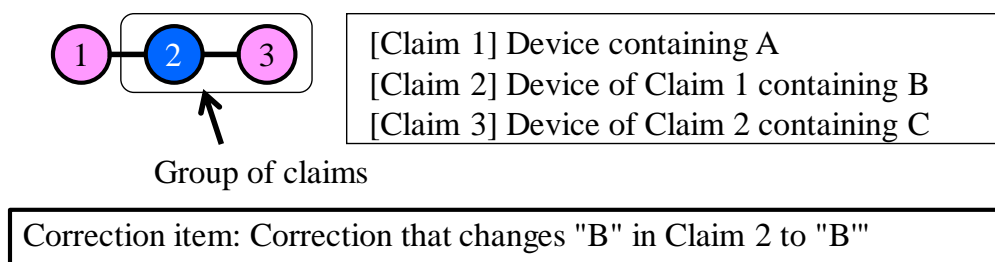 1 2 3
[Claim 1] Device containing A
[Claim 2] Device of Claim 1 containing B
[Claim 3] Device of Claim 2 containing C
Group of claims
Correction item: Correction that changes "B" in Claim 2 to "B'"